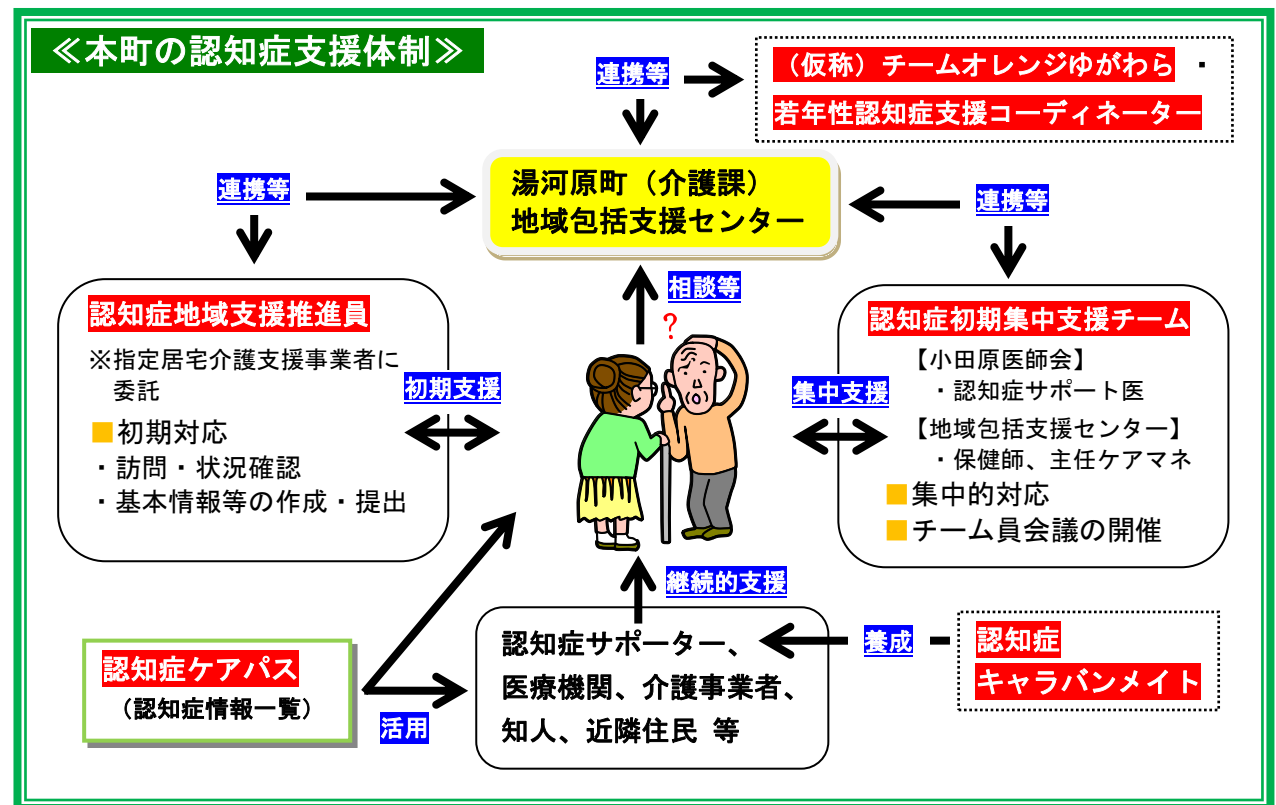 ≪本町の認知症支援体制≫
連携等
（仮称）チームオレンジゆがわら ・
若年性認知症支援コーディネーター
連携等
湯河原町（介護課）
地域包括支援センター
連携等
相談等
認知症地域支援推進員
※指定居宅介護支援事業者に
委託
■初期対応
・訪問・状況確認
・基本情報等の作成・提出
初期支援
？
集中支援
認知症初期集中支援チーム
【小田原医師会】
・認知症サポート医
【地域包括支援センター】
・保健師、主任ケアマネ
■集中的対応
■チーム員会議の開催
継続的支援
認知症ケアパス
（認知症情報一覧）
活用
認知症サポーター、
医療機関、介護事業者、
知人、近隣住民 等
養成
認知症
キャラバンメイト